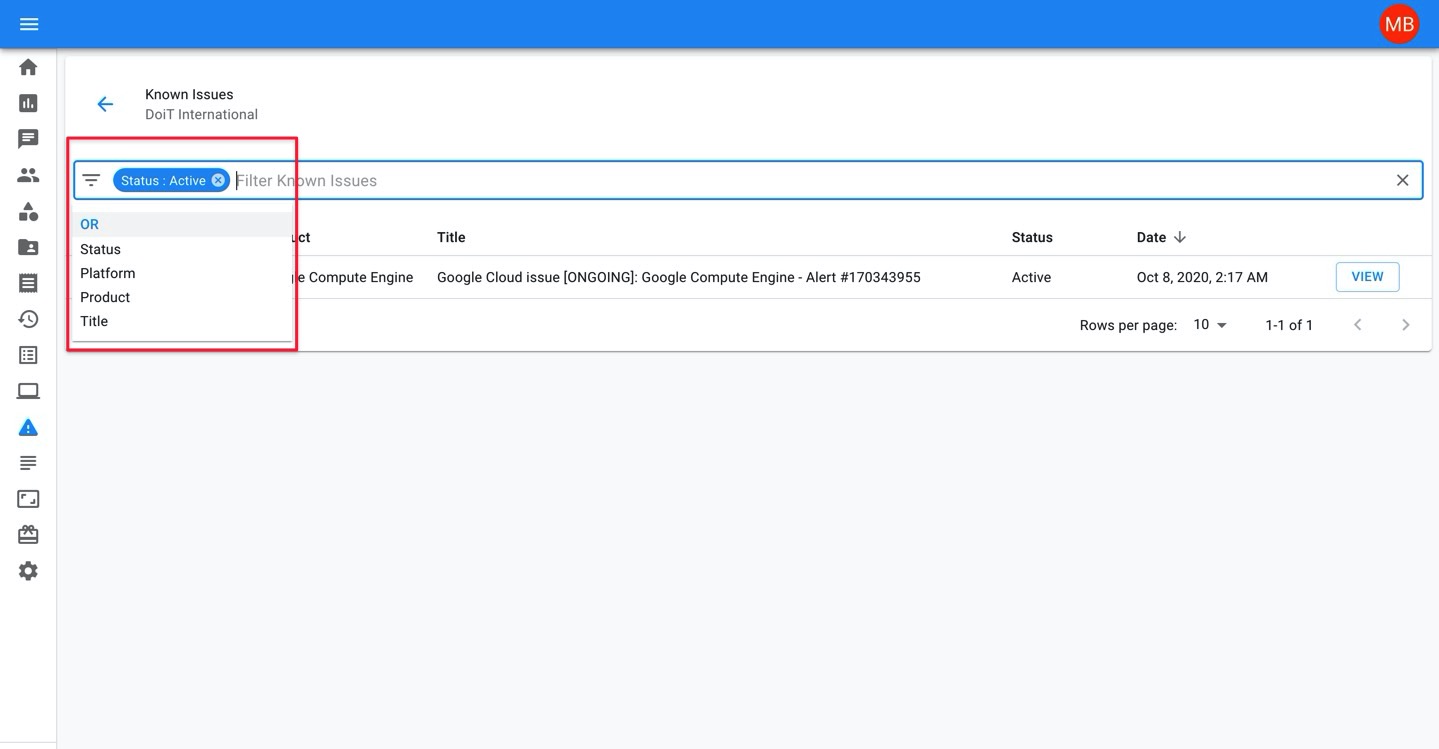 MB
Known Issues
DoiT International
Status : Active Filter Known Issues
OR
Status
Platform
Product
Title
Title Status Date
Compute Engine Google Cloud issue [ONGOING]: Google Compute Engine - Alert #170343955 Active Oct 8, 2020, 2:17 AM VIEW
Rows per page: 10 1-1 of 1